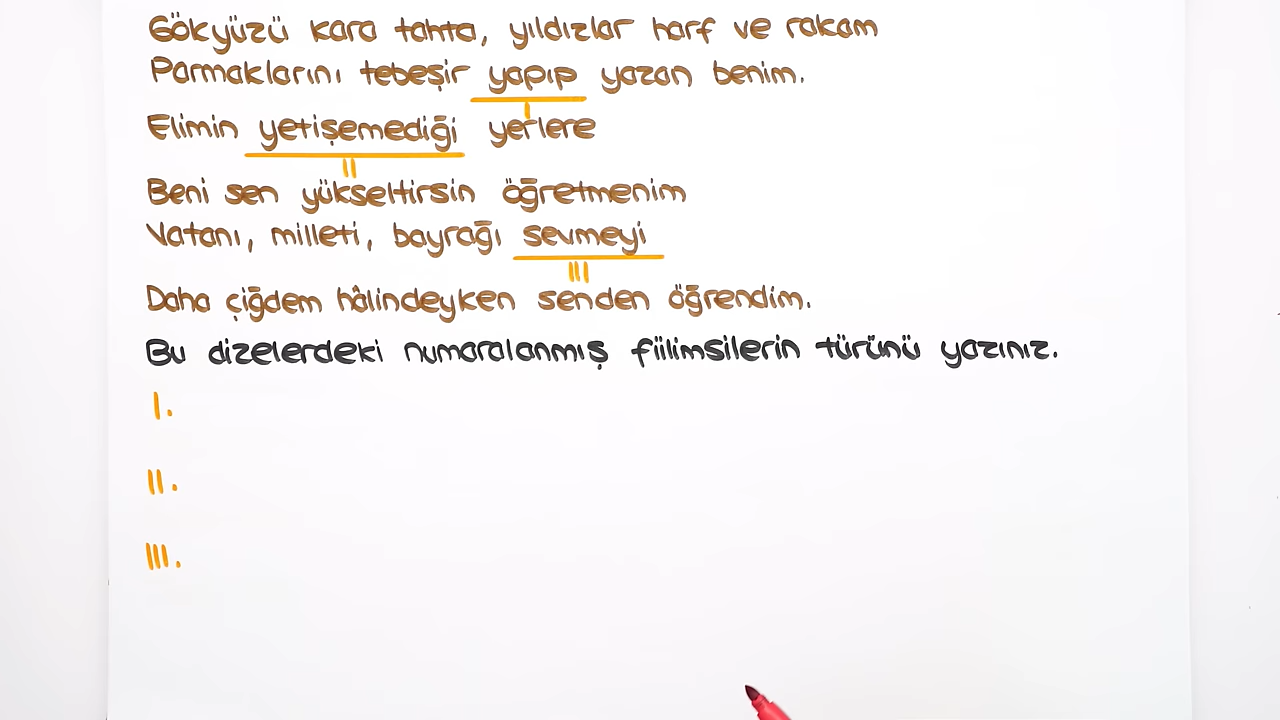 Gökyüzü kara tahta, yıldızlar harf ve rakam
Parmaklarını tebeşir yapıp yazan benim.
I
Elimin yetişemediği yerlere
II
Beni sen yükseltirsin öğretmenim
Vatanı, milleti, bayrağı sevmeyi
III
Daha çiğdem hâlindeyken senden öğrendim.
Bu dizelerdeki numaralanmış fiilimsilerin türünü yazınız.
I.
II.
III.